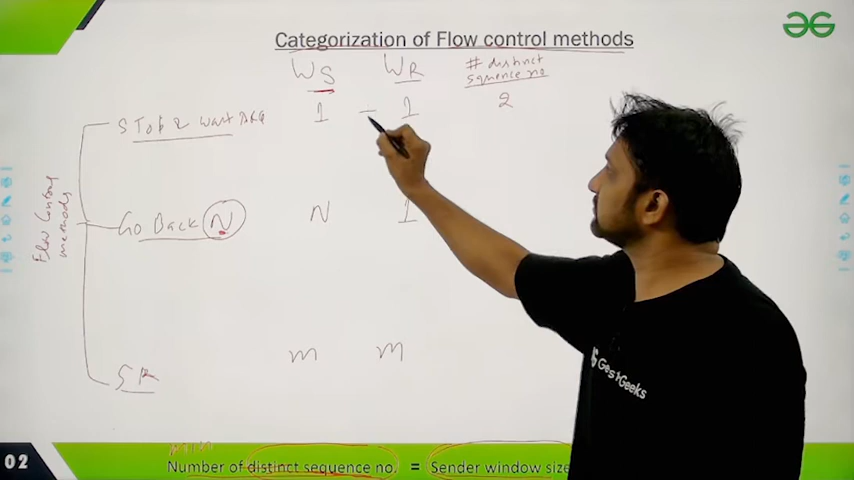 Categorization of Flow control methods
WS WR # distinct
sequence no
Stop & Wait ARQ 1 - 1 2
Flow Control
methods
Go Back N N 1
SR m m
02
Number of distinct sequence no. = Sender window size
GeeksGeeks